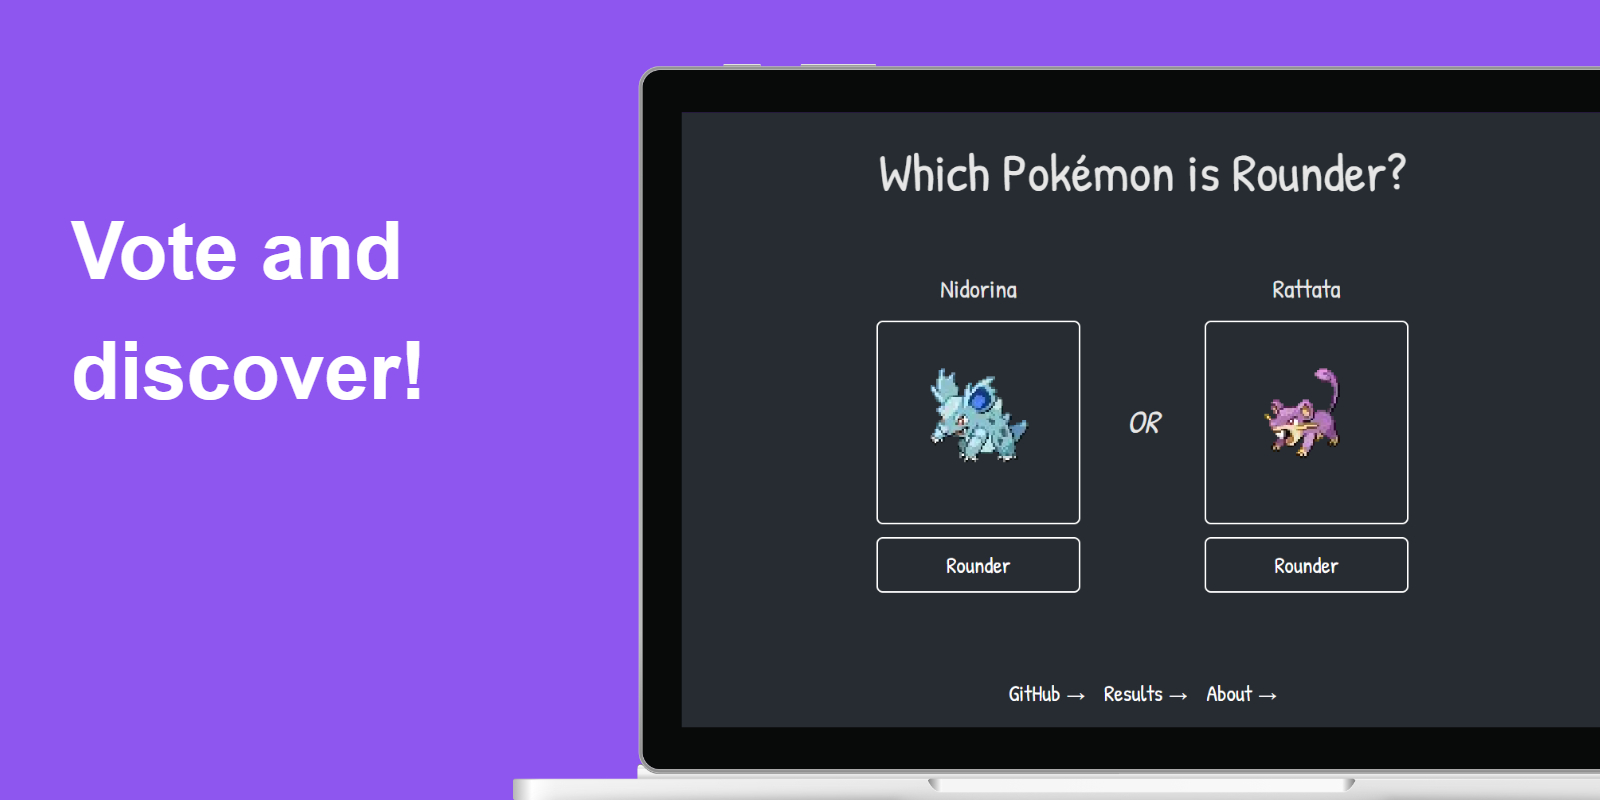 Vote and
discover!
Which Pokémon is Rounder?
Nidorina
Rattata
OR
Rounder
Rounder
GitHub → Results → About →